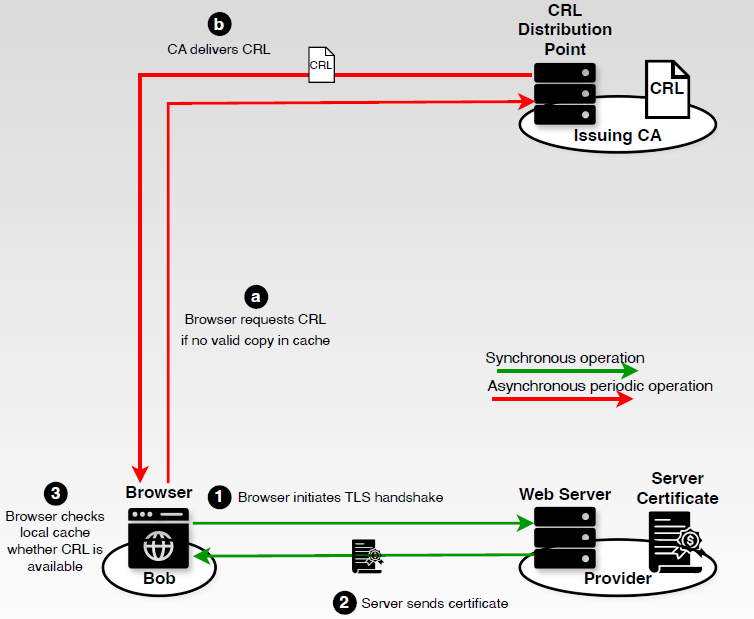 b
CA delivers CRL
CRL
CRL
Distribution
Point
CRL
Issuing CA
a
Browser requests CRL
if no valid copy in cache
Synchronous operation
Asynchronous periodic operation
3
Browser checks
local cache
whether CRL is
available
Browser
Bob
1 Browser initiates TLS handshake
2 Server sends certificate
Web Server
Provider
Server
Certificate